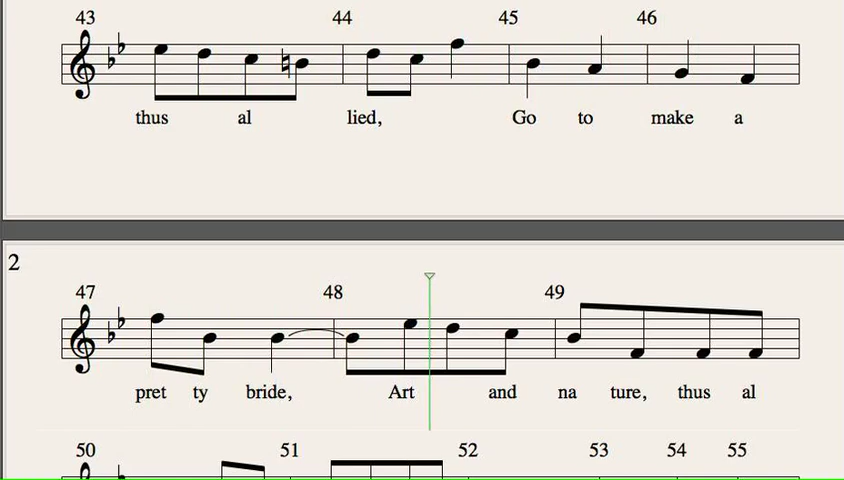 43 44 45 46
thus al lied, Go to make a
2
47 48 49
pret ty bride, Art and na ture, thus al
50 51 52 53 54 55